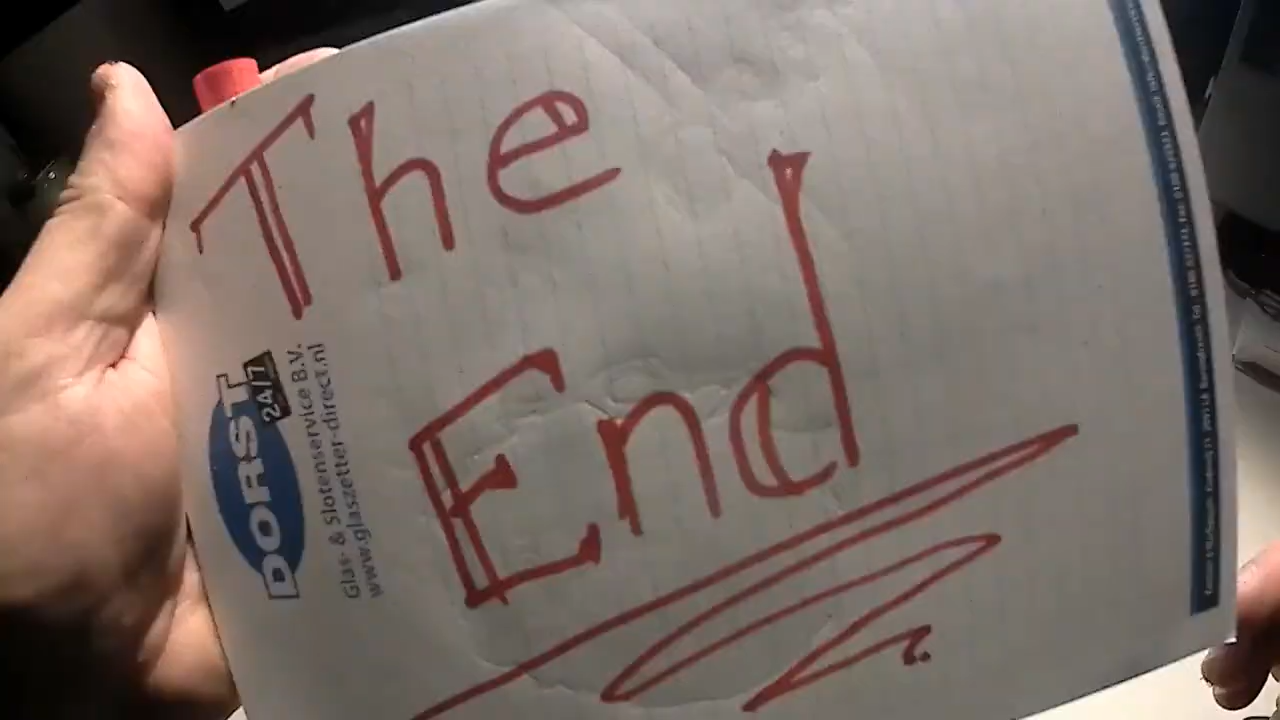 The
End
DORST
24/7
Glas- & Slotenservice B.V.
www.glaszetter-direct.nl